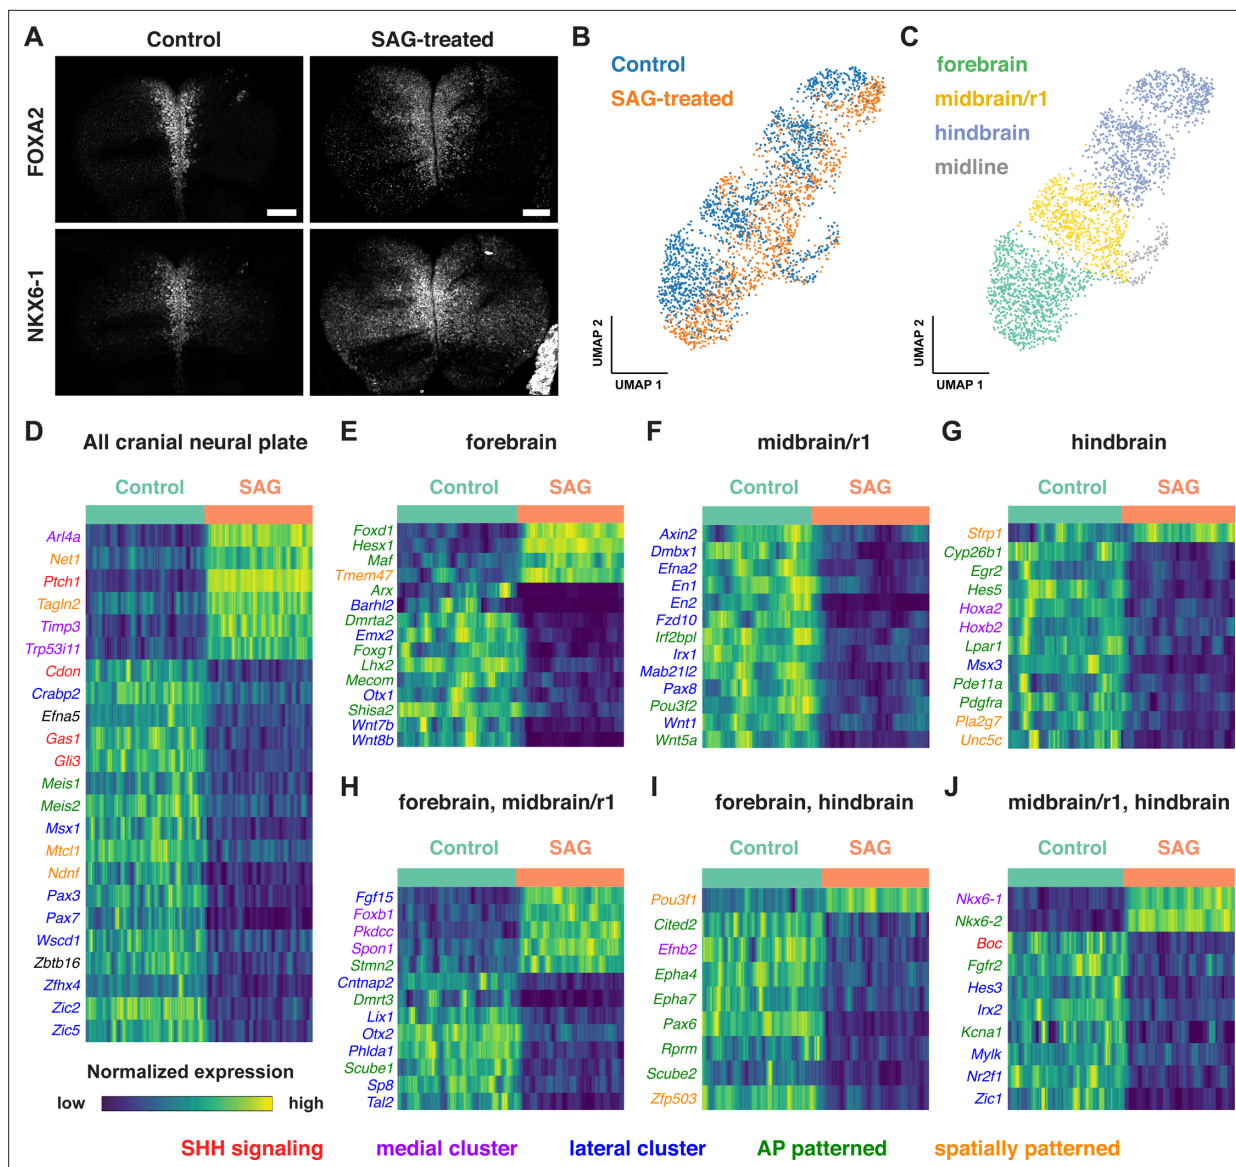 A
Control
SAG-treated
FOXA2
NKX6-1
B
Control
SAG-treated
UMAP 2
UMAP 1
C
forebrain
midbrain/r1
hindbrain
midline
UMAP 2
UMAP 1
D
All cranial neural plate
Control
SAG
Arl4a
Net1
Ptch1
Tagln2
Timp3
Trp53i11
Cdon
Crabp2
Efna5
Gas1
Gli3
Meis1
Meis2
Msx1
Mtcl1
Ndnf
Pax3
Pax7
Wscd1
Zbtb16
Zfhx4
Zic2
Zic5
Normalized expression
low
high
E
forebrain
Control
SAG
Foxd1
Hesx1
Maf
Tmem47
Arx
Barhl2
Dmrta2
Emx2
Foxg1
Lhx2
Mecom
Otx1
Shisa2
Wnt7b
Wnt8b
F
midbrain/r1
Control
SAG
Axin2
Dmbx1
Efna2
En1
En2
Fzd10
Irf2bpl
Irx1
Mab21l2
Pax8
Pou3f2
Wnt1
Wnt5a
G
hindbrain
Control
SAG
Sfrp1
Cyp26b1
Egr2
Hes5
Hoxa2
Hoxb2
Lpar1
Msx3
Pde11a
Pdgfra
Pla2g7
Unc5c
H
forebrain, midbrain/r1
Control
SAG
Fgf15
Foxb1
Pkdcc
Spon1
Stmn2
Cntnap2
Dmrt3
Lix1
Otx2
Phlda1
Scube1
Sp8
Tal2
I
forebrain, hindbrain
Control
SAG
Pou3f1
Cited2
Efnb2
Epha4
Epha7
Pax6
Rprm
Scube2
Zfp503
J
midbrain/r1, hindbrain
Control
SAG
Nkx6-1
Nkx6-2
Boc
Fgfr2
Hes3
Irx2
Kcna1
Mylk
Nr2f1
Zic1
SHH signaling
medial cluster
lateral cluster
AP patterned
spatially patterned